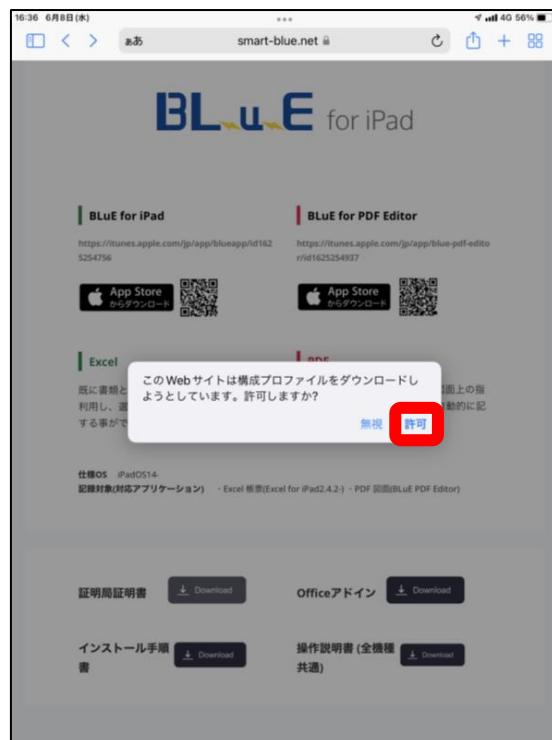 16:36 6月8日(水)
4G 56%
ぁあ smart-blue.net
BLuE for iPad
BLuE for iPad
https://itunes.apple.com/jp/app/blueapp/id162
5254756
App Store
からダウンロード
BLuE for PDF Editor
https://itunes.apple.com/jp/app/blue-pdf-edito
r/id1625254937
App Store
からダウンロード
Excel
PDF
既に書類と
利用し、選
する事がで
図面上の指
動的に記
このWebサイトは構成プロファイルをダウンロードし
ようとしています。許可しますか?
無視 許可
仕様OS iPadOS14-
記録対象(対応アプリケーション) ・Excel 帳票(Excel for iPad2.4.2-) ・PDF 図面(BLuE PDF Editor)
証明局証明書 Download
Officeアドイン Download
インストール手順
書 Download
操作説明書 (全機種
共通) Download